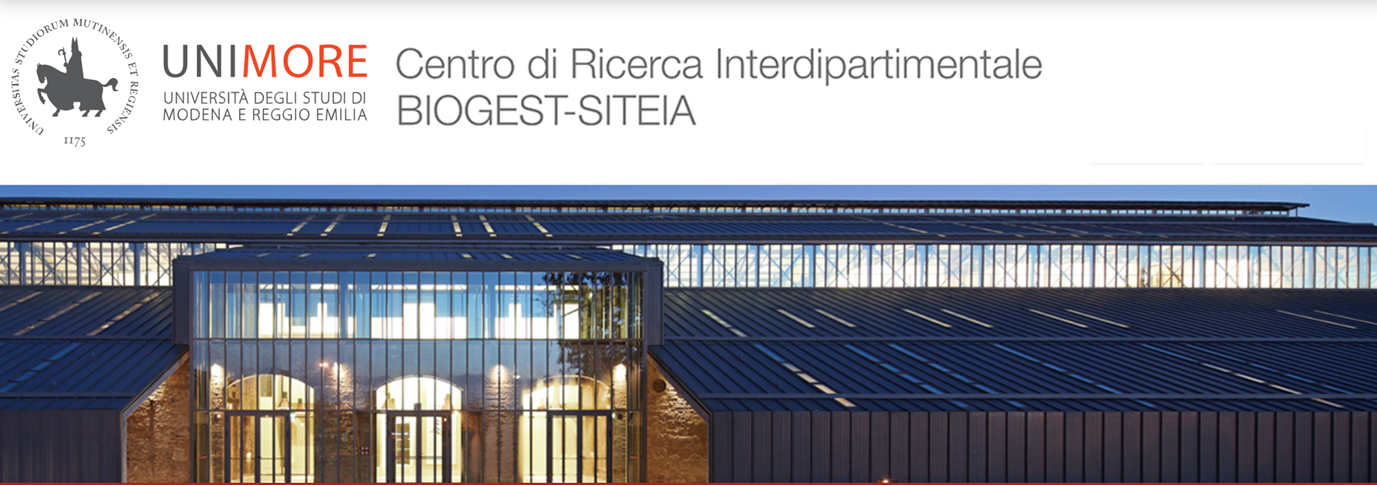 UNIVERSITAS STUDIORUM MUTINENSIS ET REGIENSIS
1175
UNIMORE
UNIVERSITÀ DEGLI STUDI DI
MODENA E REGGIO EMILIA
Centro di Ricerca Interdipartimentale
BIOGEST-SITEIA